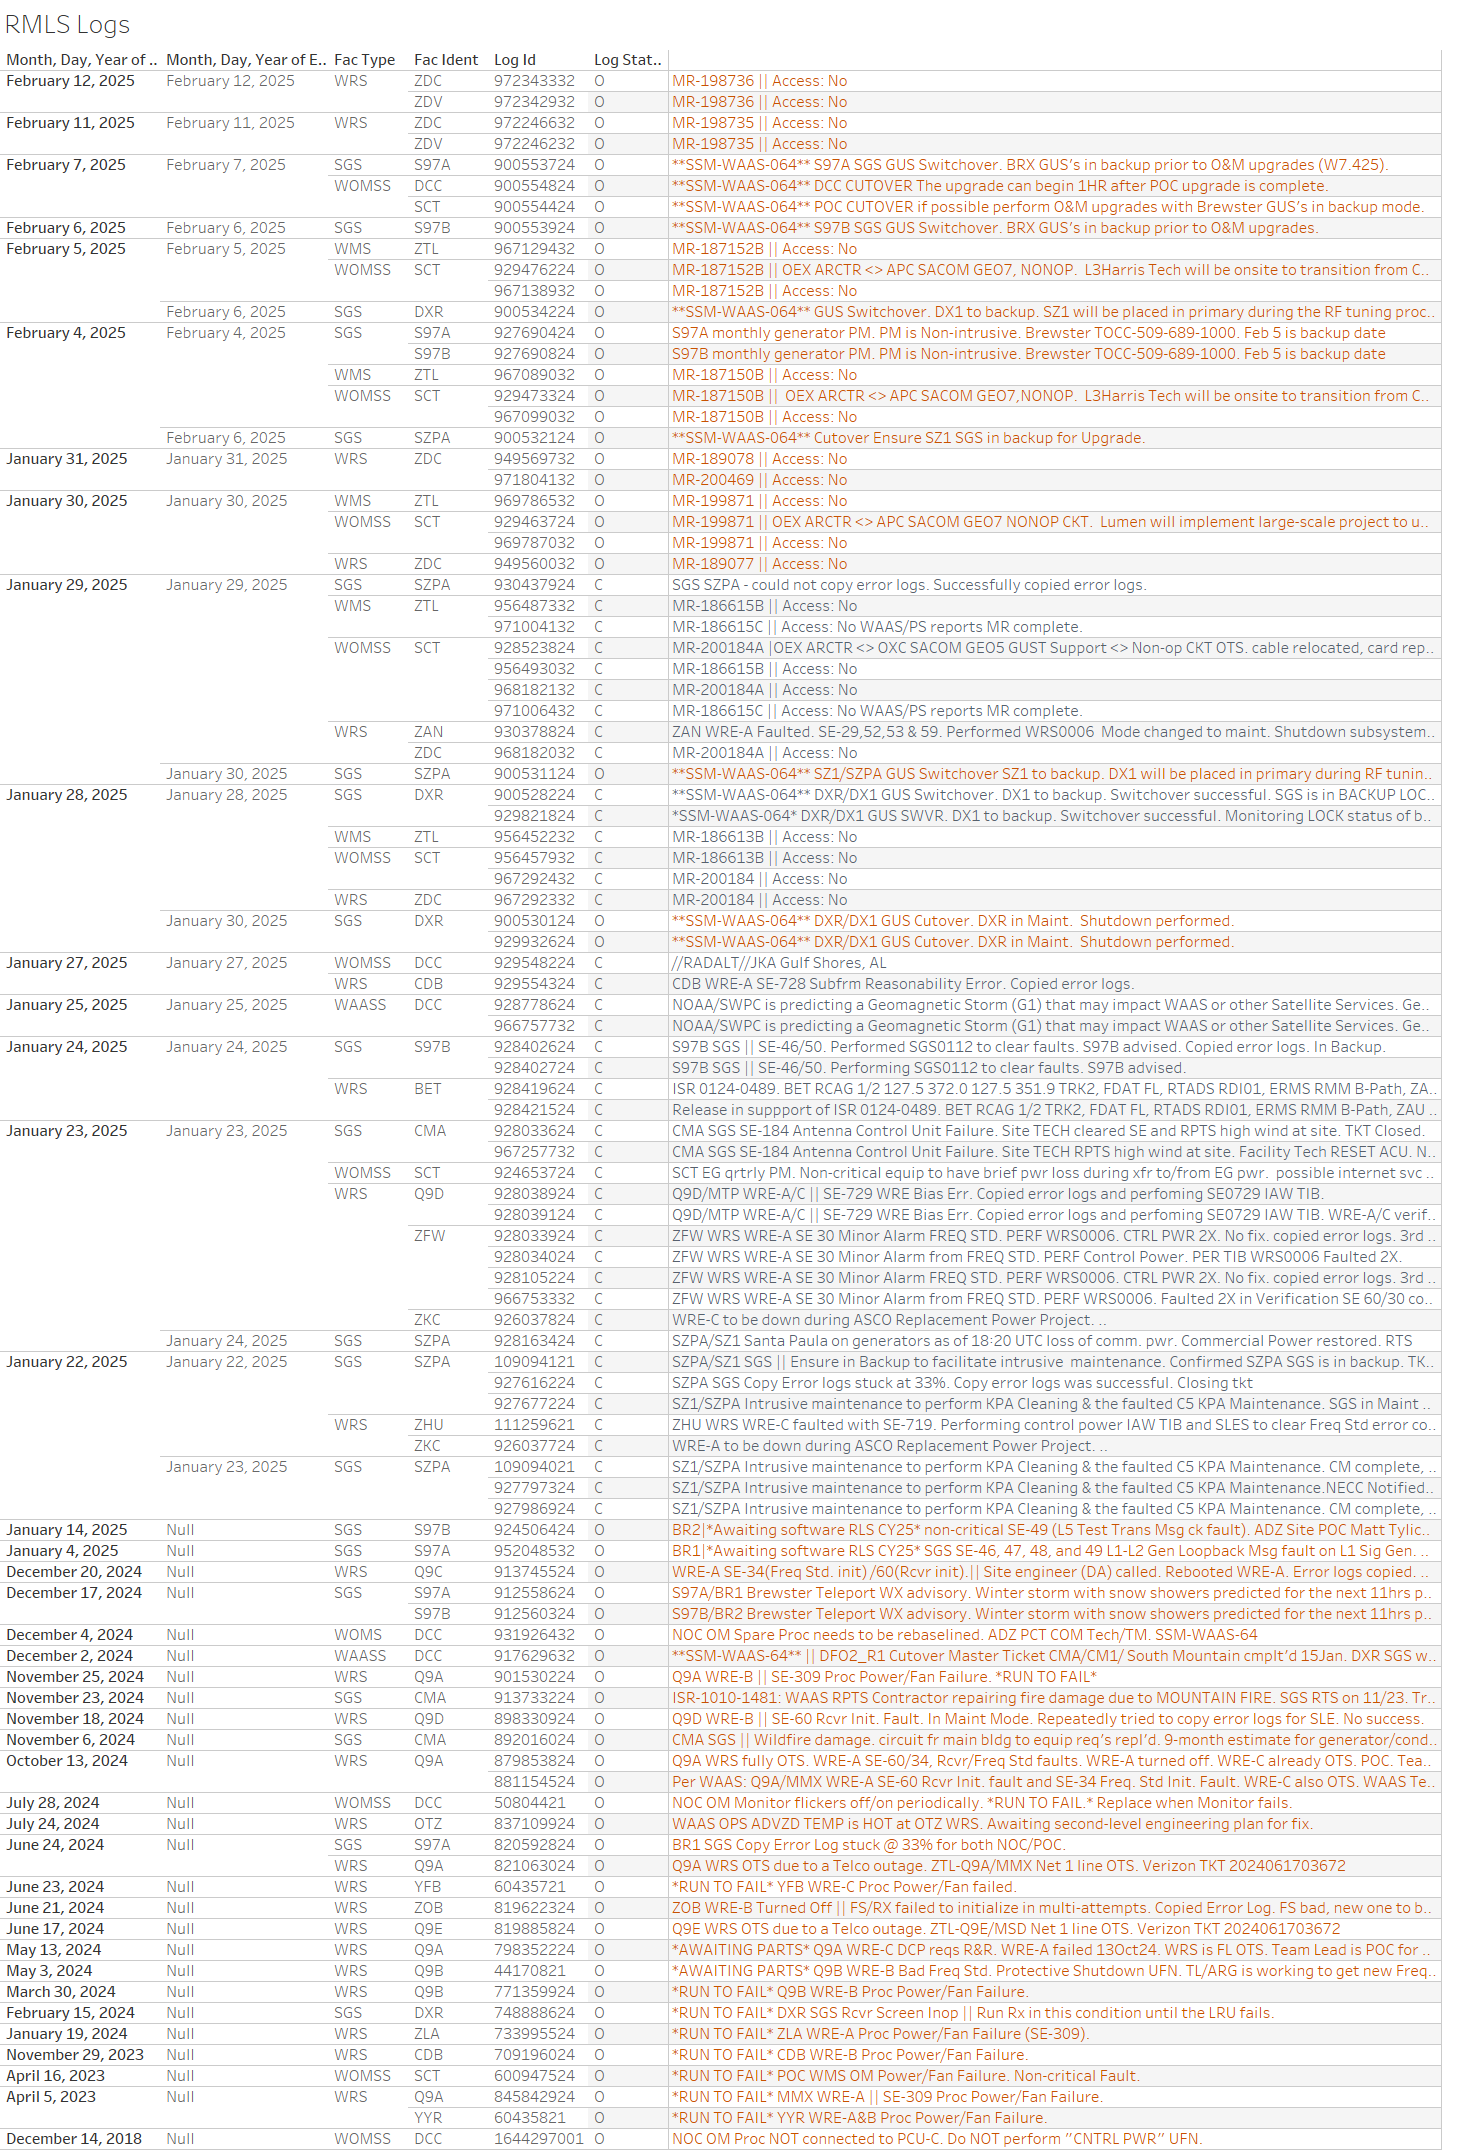 RMLS Logs
Month, Day, Year of .. Month, Day, Year of E.. Fac Type Fac Ident Log Id Log Stat..
February 12, 2025 February 12, 2025 WRS ZDC 972343332 O MR-198736 || Access: No
ZDV 972342932 O MR-198736 || Access: No
February 11, 2025 February 11, 2025 WRS ZDC 972246632 O MR-198735 || Access: No
ZDV 972246232 O MR-198735 || Access: No
February 7, 2025 February 7, 2025 SGS S97A 900553724 O **SSM-WAAS-064** S97A SGS GUS Switchover. BRX GUS's in backup prior to O&M upgrades (W7.425).
WOMSS DCC 900554824 O **SSM-WAAS-064** DCC CUTOVER The upgrade can begin 1HR after POC upgrade is complete.
SCT 900554424 O **SSM-WAAS-064** POC CUTOVER if possible perform O&M upgrades with Brewster GUS's in backup mode.
February 6, 2025 February 6, 2025 SGS S97B 900553924 O **SSM-WAAS-064** S97B SGS GUS Switchover. BRX GUS's in backup prior to O&M upgrades.
February 5, 2025 February 5, 2025 WMS ZTL 967129432 O MR-187152B || Access: No
WOMSS SCT 929476224 O MR-187152B || OEX ARCTR <> APC SACOM GEO7, NONOP.  L3Harris Tech will be onsite to transition from C..
967138932 O MR-187152B || Access: No
February 6, 2025 SGS DXR 900534224 O **SSM-WAAS-064** GUS Switchover. DX1 to backup. SZ1 will be placed in primary during the RF tuning proc..
February 4, 2025 February 4, 2025 SGS S97A 927690424 O S97A monthly generator PM. PM is Non-intrusive. Brewster TOCC-509-689-1000. Feb 5 is backup date
S97B 927690824 O S97B monthly generator PM. PM is Non-intrusive. Brewster TOCC-509-689-1000. Feb 5 is backup date
WMS ZTL 967089032 O MR-187150B || Access: No
WOMSS SCT 929473324 O MR-187150B ||  OEX ARCTR <> APC SACOM GEO7,NONOP.  L3Harris Tech will be onsite to transition from C..
967099032 O MR-187150B || Access: No
February 6, 2025 SGS SZPA 900532124 O **SSM-WAAS-064** Cutover Ensure SZ1 SGS in backup for Upgrade.
January 31, 2025 January 31, 2025 WRS ZDC 949569732 O MR-189078 || Access: No
971804132 O MR-200469 || Access: No
January 30, 2025 January 30, 2025 WMS ZTL 969786532 O MR-199871 || Access: No
WOMSS SCT 929463724 O MR-199871 || OEX ARCTR <> APC SACOM GEO7 NONOP CKT.  Lumen will implement large-scale project to u..
969787032 O MR-199871 || Access: No
WRS ZDC 949560032 O MR-189077 || Access: No
January 29, 2025 January 29, 2025 SGS SZPA 930437924 C SGS SZPA - could not copy error logs. Successfully copied error logs.
WMS ZTL 956487332 C MR-186615B || Access: No
971004132 C MR-186615C || Access: No WAAS/PS reports MR complete.
WOMSS SCT 928523824 C MR-200184A |OEX ARCTR <> OXC SACOM GEO5 GUST Support <> Non-op CKT OTS. cable relocated, card rep..
956493032 C MR-186615B || Access: No
968182132 C MR-200184A || Access: No
971006432 C MR-186615C || Access: No WAAS/PS reports MR complete.
WRS ZAN 930378824 C ZAN WRE-A Faulted. SE-29,52,53 & 59. Performed WRS0006  Mode changed to maint. Shutdown subsystem..
ZDC 968182032 C MR-200184A || Access: No
January 30, 2025 SGS SZPA 900531124 O **SSM-WAAS-064** SZ1/SZPA GUS Switchover SZ1 to backup. DX1 will be placed in primary during RF tunin..
January 28, 2025 January 28, 2025 SGS DXR 900528224 C **SSM-WAAS-064** DXR/DX1 GUS Switchover. DX1 to backup. Switchover successful. SGS is in BACKUP LOC..
929821824 C *SSM-WAAS-064* DXR/DX1 GUS SWVR. DX1 to backup. Switchover successful. Monitoring LOCK status of b..
WMS ZTL 956452232 C MR-186613B || Access: No
WOMSS SCT 956457932 C MR-186613B || Access: No
967292432 C MR-200184 || Access: No
WRS ZDC 967292332 C MR-200184 || Access: No
January 30, 2025 SGS DXR 900530124 O **SSM-WAAS-064** DXR/DX1 GUS Cutover. DXR in Maint.  Shutdown performed.
929932624 O **SSM-WAAS-064** DXR/DX1 GUS Cutover. DXR in Maint.  Shutdown performed.
January 27, 2025 January 27, 2025 WOMSS DCC 929548224 C //RADALT//JKA Gulf Shores, AL
WRS CDB 929554324 C CDB WRE-A SE-728 Subfrm Reasonability Error. Copied error logs.
January 25, 2025 January 25, 2025 WAASS DCC 928778624 C NOAA/SWPC is predicting a Geomagnetic Storm (G1) that may impact WAAS or other Satellite Services. Ge..
966757732 C NOAA/SWPC is predicting a Geomagnetic Storm (G1) that may impact WAAS or other Satellite Services. Ge..
January 24, 2025 January 24, 2025 SGS S97B 928402624 C S97B SGS || SE-46/50. Performed SGS0112 to clear faults. S97B advised. Copied error logs. In Backup.
928402724 C S97B SGS || SE-46/50. Performing SGS0112 to clear faults. S97B advised.
WRS BET 928419624 C ISR 0124-0489. BET RCAG 1/2 127.5 372.0 127.5 351.9 TRK2, FDAT FL, RTADS RDI01, ERMS RMM B-Path, ZA..
928421524 C Release in suppport of ISR 0124-0489. BET RCAG 1/2 TRK2, FDAT FL, RTADS RDI01, ERMS RMM B-Path, ZAU ..
January 23, 2025 January 23, 2025 SGS CMA 928033624 C CMA SGS SE-184 Antenna Control Unit Failure. Site TECH cleared SE and RPTS high wind at site. TKT Closed.
967257732 C CMA SGS SE-184 Antenna Control Unit Failure. Site TECH RPTS high wind at site. Facility Tech RESET ACU. N..
WOMSS SCT 924653724 C SCT EG qrtrly PM. Non-critical equip to have brief pwr loss during xfr to/from EG pwr.  possible internet svc ..
WRS Q9D 928038924 C Q9D/MTP WRE-A/C || SE-729 WRE Bias Err. Copied error logs and perfoming SE0729 IAW TIB.
928039124 C Q9D/MTP WRE-A/C || SE-729 WRE Bias Err. Copied error logs and perfoming SE0729 IAW TIB. WRE-A/C verif..
ZFW 928033924 C ZFW WRS WRE-A SE 30 Minor Alarm FREQ STD. PERF WRS0006. CTRL PWR 2X. No fix. copied error logs. 3rd ..
928034024 C ZFW WRS WRE-A SE 30 Minor Alarm from FREQ STD. PERF Control Power. PER TIB WRS0006 Faulted 2X.
928105224 C ZFW WRS WRE-A SE 30 Minor Alarm FREQ STD. PERF WRS0006. CTRL PWR 2X. No fix. copied error logs. 3rd ..
966753332 C ZFW WRS WRE-A SE 30 Minor Alarm from FREQ STD. PERF WRS0006. Faulted 2X in Verification SE 60/30 co..
ZKC 926037824 C WRE-C to be down during ASCO Replacement Power Project. ..
January 24, 2025 SGS SZPA 928163424 C SZPA/SZ1 Santa Paula on generators as of 18:20 UTC loss of comm. pwr. Commercial Power restored. RTS
January 22, 2025 January 22, 2025 SGS SZPA 109094121 C SZPA/SZ1 SGS || Ensure in Backup to facilitate intrusive  maintenance. Confirmed SZPA SGS is in backup. TK..
927616224 C SZPA SGS Copy Error logs stuck at 33%. Copy error logs was successful. Closing tkt
927677224 C SZ1/SZPA Intrusive maintenance to perform KPA Cleaning & the faulted C5 KPA Maintenance. SGS in Maint ..
WRS ZHU 111259621 C ZHU WRS WRE-C faulted with SE-719. Performing control power IAW TIB and SLES to clear Freq Std error co..
ZKC 926037724 C WRE-A to be down during ASCO Replacement Power Project. ..
January 23, 2025 SGS SZPA 109094021 C SZ1/SZPA Intrusive maintenance to perform KPA Cleaning & the faulted C5 KPA Maintenance. CM complete, ..
927797324 C SZ1/SZPA Intrusive maintenance to perform KPA Cleaning & the faulted C5 KPA Maintenance.NECC Notified..
927986924 C SZ1/SZPA Intrusive maintenance to perform KPA Cleaning & the faulted C5 KPA Maintenance. CM complete, ..
January 14, 2025 Null SGS S97B 924506424 O BR2|*Awaiting software RLS CY25* non-critical SE-49 (L5 Test Trans Msg ck fault). ADZ Site POC Matt Tylic..
January 4, 2025 Null SGS S97A 952048532 O BR1|*Awaiting software RLS CY25* SGS SE-46, 47, 48, and 49 L1-L2 Gen Loopback Msg fault on L1 Sig Gen. ..
December 20, 2024 Null WRS Q9C 913745524 O WRE-A SE-34(Freq Std. init) /60(Rcvr init).|| Site engineer (DA) called. Rebooted WRE-A. Error logs copied. ..
December 17, 2024 Null SGS S97A 912558624 O S97A/BR1 Brewster Teleport WX advisory. Winter storm with snow showers predicted for the next 11hrs p..
S97B 912560324 O S97B/BR2 Brewster Teleport WX advisory. Winter storm with snow showers predicted for the next 11hrs p..
December 4, 2024 Null WOMS DCC 931926432 O NOC OM Spare Proc needs to be rebaselined. ADZ PCT COM Tech/TM. SSM-WAAS-64
December 2, 2024 Null WAASS DCC 917629632 O **SSM-WAAS-64** || DFO2_R1 Cutover Master Ticket CMA/CM1/ South Mountain cmplt'd 15Jan. DXR SGS w..
November 25, 2024 Null WRS Q9A 901530224 O Q9A WRE-B || SE-309 Proc Power/Fan Failure. *RUN TO FAIL*
November 23, 2024 Null SGS CMA 913733224 O ISR-1010-1481: WAAS RPTS Contractor repairing fire damage due to MOUNTAIN FIRE. SGS RTS on 11/23. Tr..
November 18, 2024 Null WRS Q9D 898330924 O Q9D WRE-B || SE-60 Rcvr Init. Fault. In Maint Mode. Repeatedly tried to copy error logs for SLE. No success.
November 6, 2024 Null SGS CMA 892016024 O CMA SGS || Wildfire damage. circuit fr main bldg to equip req's repl'd. 9-month estimate for generator/cond..
October 13, 2024 Null WRS Q9A 879853824 O Q9A WRS fully OTS. WRE-A SE-60/34, Rcvr/Freq Std faults. WRE-A turned off. WRE-C already OTS. POC. Tea..
881154524 O Per WAAS: Q9A/MMX WRE-A SE-60 Rcvr Init. fault and SE-34 Freq. Std Init. Fault. WRE-C also OTS. WAAS Te..
July 28, 2024 Null WOMSS DCC 50804421 O NOC OM Monitor flickers off/on periodically. *RUN TO FAIL.* Replace when Monitor fails.
July 24, 2024 Null WRS OTZ 837109924 O WAAS OPS ADVZD TEMP is HOT at OTZ WRS. Awaiting second-level engineering plan for fix.
June 24, 2024 Null SGS S97A 820592824 O BR1 SGS Copy Error Log stuck @ 33% for both NOC/POC.
WRS Q9A 821063024 O Q9A WRS OTS due to a Telco outage. ZTL-Q9A/MMX Net 1 line OTS. Verizon TKT 2024061703672
June 23, 2024 Null WRS YFB 60435721 O *RUN TO FAIL* YFB WRE-C Proc Power/Fan failed.
June 21, 2024 Null WRS ZOB 819622324 O ZOB WRE-B Turned Off || FS/RX failed to initialize in multi-attempts. Copied Error Log. FS bad, new one to b..
June 17, 2024 Null WRS Q9E 819885824 O Q9E WRS OTS due to a Telco outage. ZTL-Q9E/MSD Net 1 line OTS. Verizon TKT 2024061703672
May 13, 2024 Null WRS Q9A 798352224 O *AWAITING PARTS* Q9A WRE-C DCP reqs R&R. WRE-A failed 13Oct24. WRS is FL OTS. Team Lead is POC for ..
May 3, 2024 Null WRS Q9B 44170821 O *AWAITING PARTS* Q9B WRE-B Bad Freq Std. Protective Shutdown UFN. TL/ARG is working to get new Freq..
March 30, 2024 Null WRS Q9B 771359924 O *RUN TO FAIL* Q9B WRE-B Proc Power/Fan Failure.
February 15, 2024 Null SGS DXR 748888624 O *RUN TO FAIL* DXR SGS Rcvr Screen Inop || Run Rx in this condition until the LRU fails.
January 19, 2024 Null WRS ZLA 733995524 O *RUN TO FAIL* ZLA WRE-A Proc Power/Fan Failure (SE-309).
November 29, 2023 Null WRS CDB 709196024 O *RUN TO FAIL* CDB WRE-B Proc Power/Fan Failure.
April 16, 2023 Null WOMSS SCT 600947524 O *RUN TO FAIL* POC WMS OM Power/Fan Failure. Non-critical Fault.
April 5, 2023 Null WRS Q9A 845842924 O *RUN TO FAIL* MMX WRE-A || SE-309 Proc Power/Fan Failure.
YYR 60435821 O *RUN TO FAIL* YYR WRE-A&B Proc Power/Fan Failure.
December 14, 2018 Null WOMSS DCC 1644297001 O NOC OM Proc NOT connected to PCU-C. Do NOT perform "CNTRL PWR" UFN.